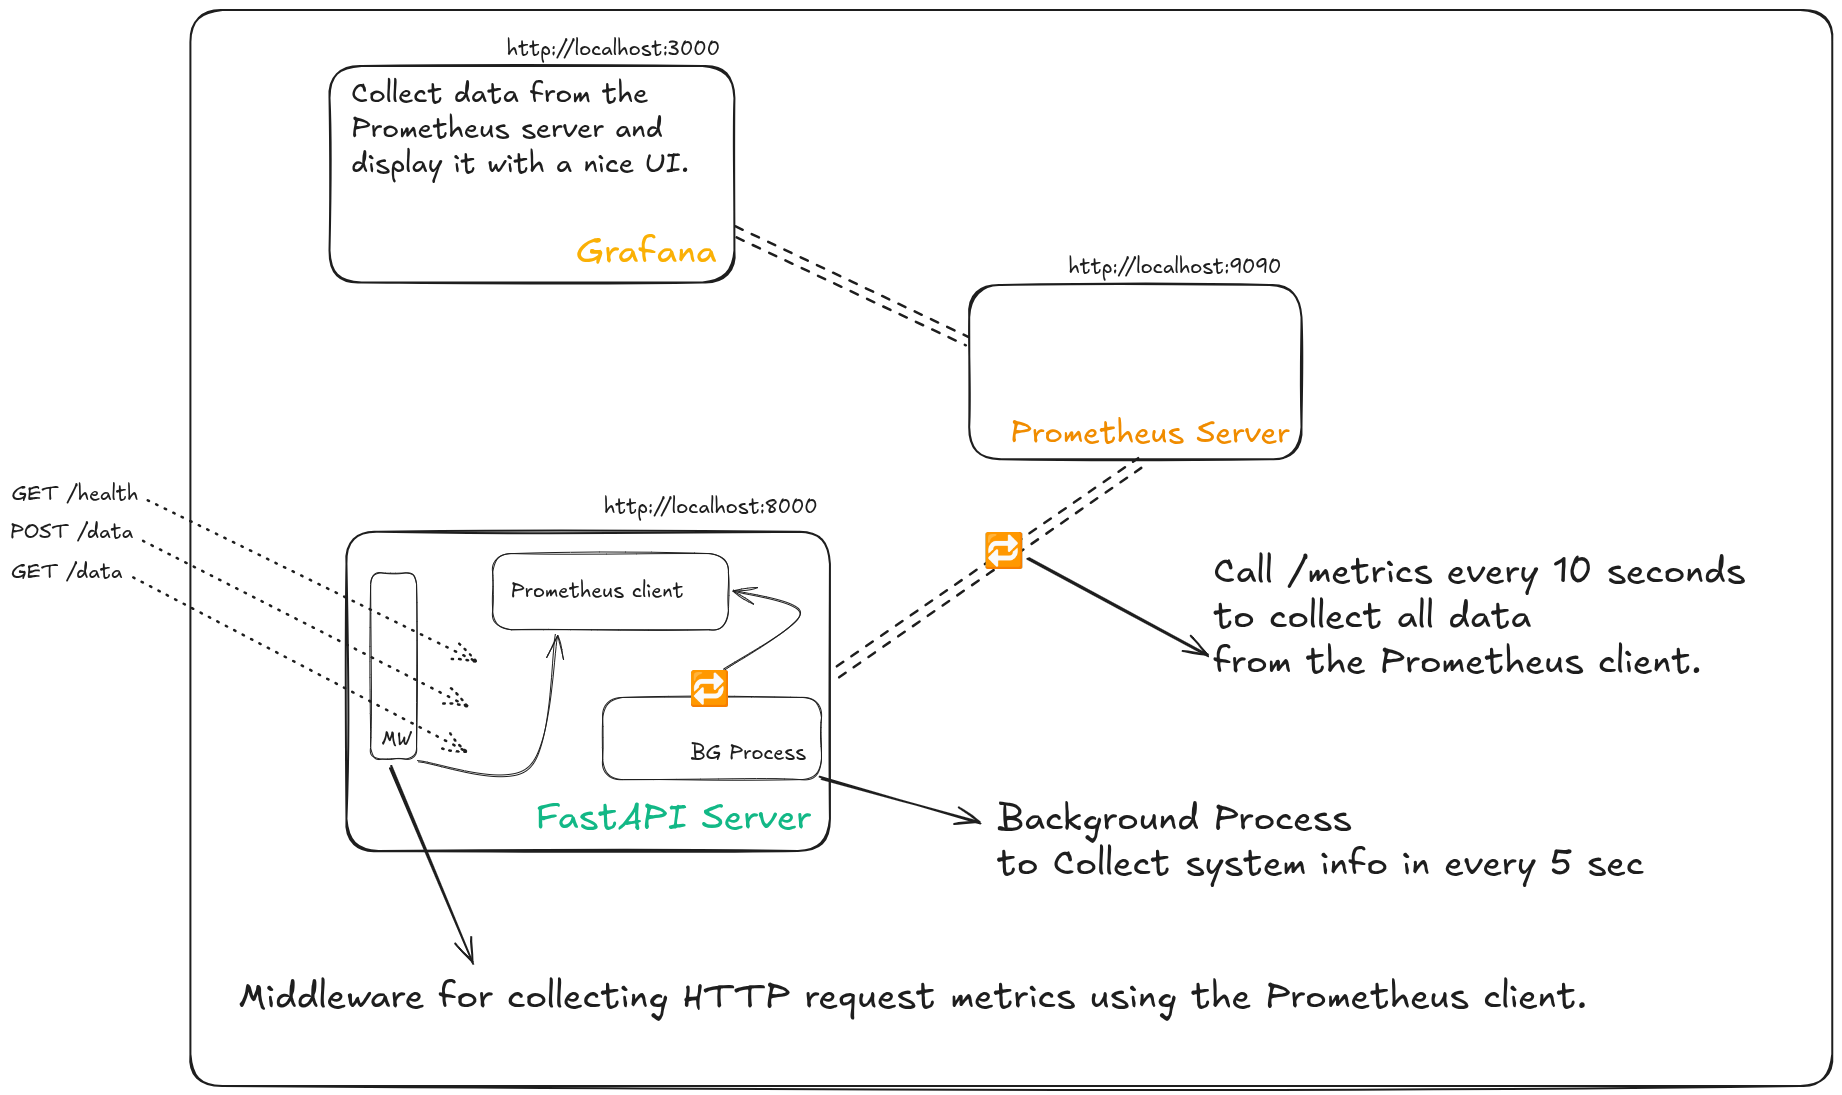 http://localhost:3000
Collect data from the
Prometheus server and
display it with a nice UI.
Grafana
http://localhost:9090
Prometheus Server
GET /health
POST /data
GET /data
http://localhost:8000
Prometheus client
MW
BG Process
FastAPI Server
Call /metrics every 10 seconds
to collect all data
from the Prometheus client.
Background Process
to Collect system info in every 5 sec
Middleware for collecting HTTP request metrics using the Prometheus client.